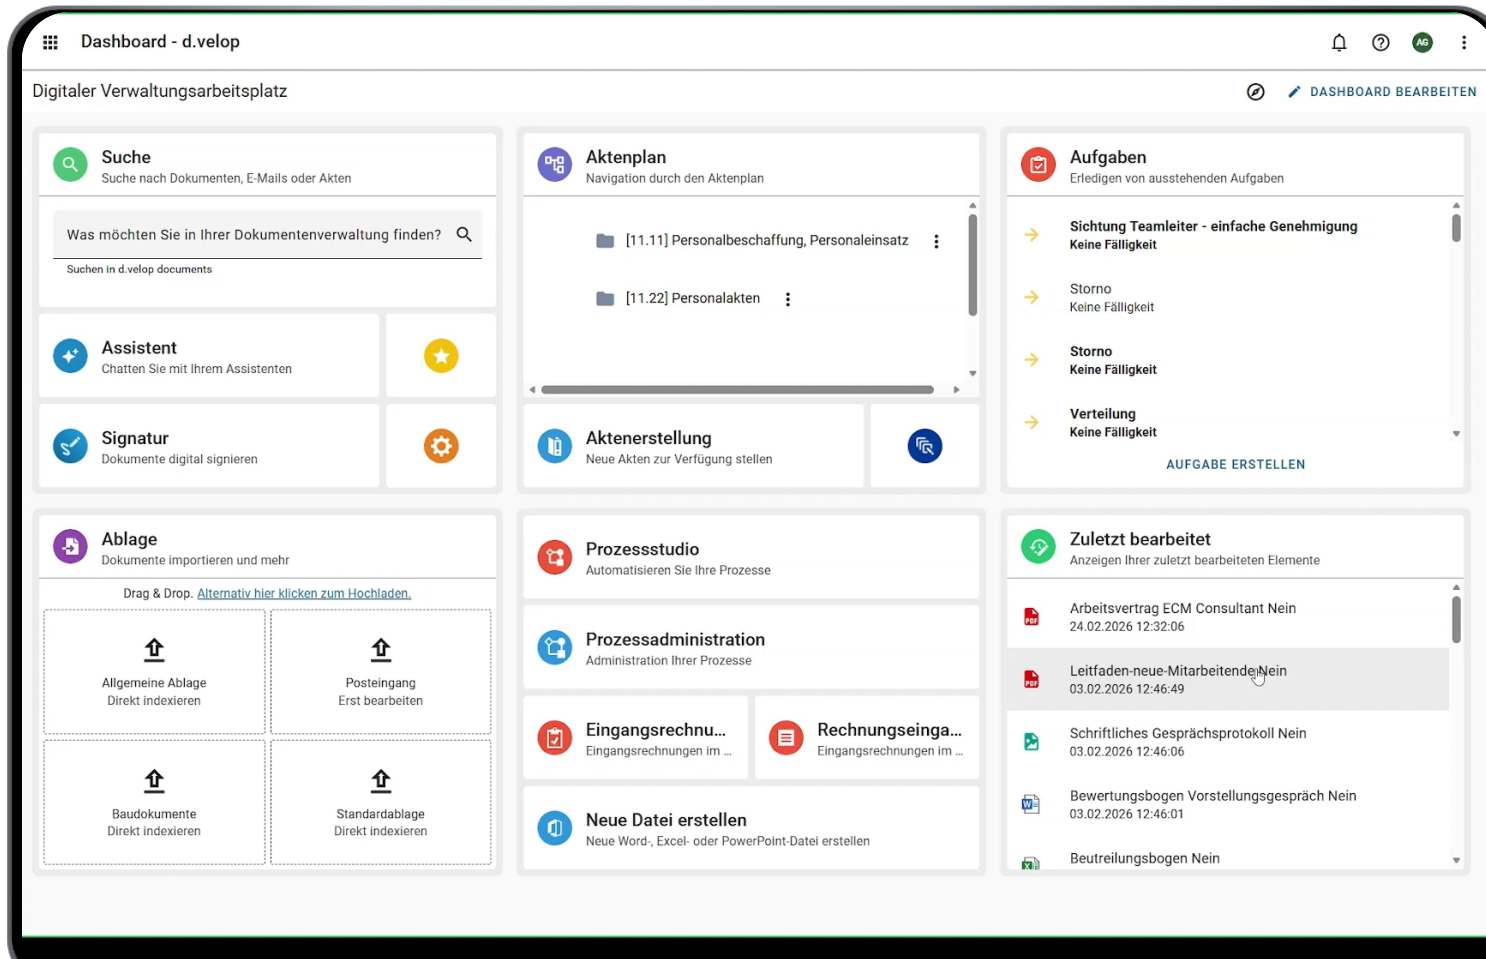 Dashboard - d.velop
AG
Digitaler Verwaltungsarbeitsplatz
DASHBOARD BEARBEITEN
Suche
Suche nach Dokumenten, E-Mails oder Akten
Was möchten Sie in Ihrer Dokumentenverwaltung finden?
Suchen in d.velop documents
Assistent
Chatten Sie mit Ihrem Assistenten
Signatur
Dokumente digital signieren
Aktenplan
Navigation durch den Aktenplan
[11.11] Personalbeschaffung, Personaleinsatz
[11.22] Personalakten
Aktenerstellung
Neue Akten zur Verfügung stellen
Aufgaben
Erledigen von ausstehenden Aufgaben
Sichtung Teamleiter - einfache Genehmigung
Keine Fälligkeit
Storno
Keine Fälligkeit
Storno
Keine Fälligkeit
Verteilung
Keine Fälligkeit
AUFGABE ERSTELLEN
Ablage
Dokumente importieren und mehr
Drag & Drop. Alternativ hier klicken zum Hochladen.
Allgemeine Ablage
Direkt indexieren
Posteingang
Erst bearbeiten
Baudokumente
Direkt indexieren
Standardablage
Direkt indexieren
Prozessstudio
Automatisieren Sie Ihre Prozesse
Prozessadministration
Administration Ihrer Prozesse
Eingangsrechnu...
Eingangsrechnungen im ...
Rechnungseinga...
Eingangsrechnungen im ...
Neue Datei erstellen
Neue Word-, Excel- oder PowerPoint-Datei erstellen
Zuletzt bearbeitet
Anzeigen Ihrer zuletzt bearbeiteten Elemente
PDF
Arbeitsvertrag ECM Consultant Nein
24.02.2026 12:32:06
PDF
Leitfaden-neue-Mitarbeitende Nein
03.02.2026 12:46:49
Schriftliches Gesprächsprotokoll Nein
03.02.2026 12:46:06
W
Bewertungsbogen Vorstellungsgespräch Nein
03.02.2026 12:46:01
X
Beutreilungsbogen Nein